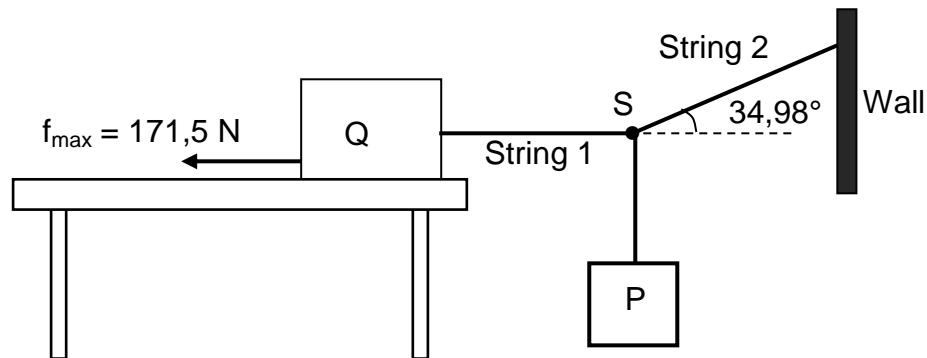 String 2
S
34,98°
Wall
f_max = 171,5 N
Q
String 1
P